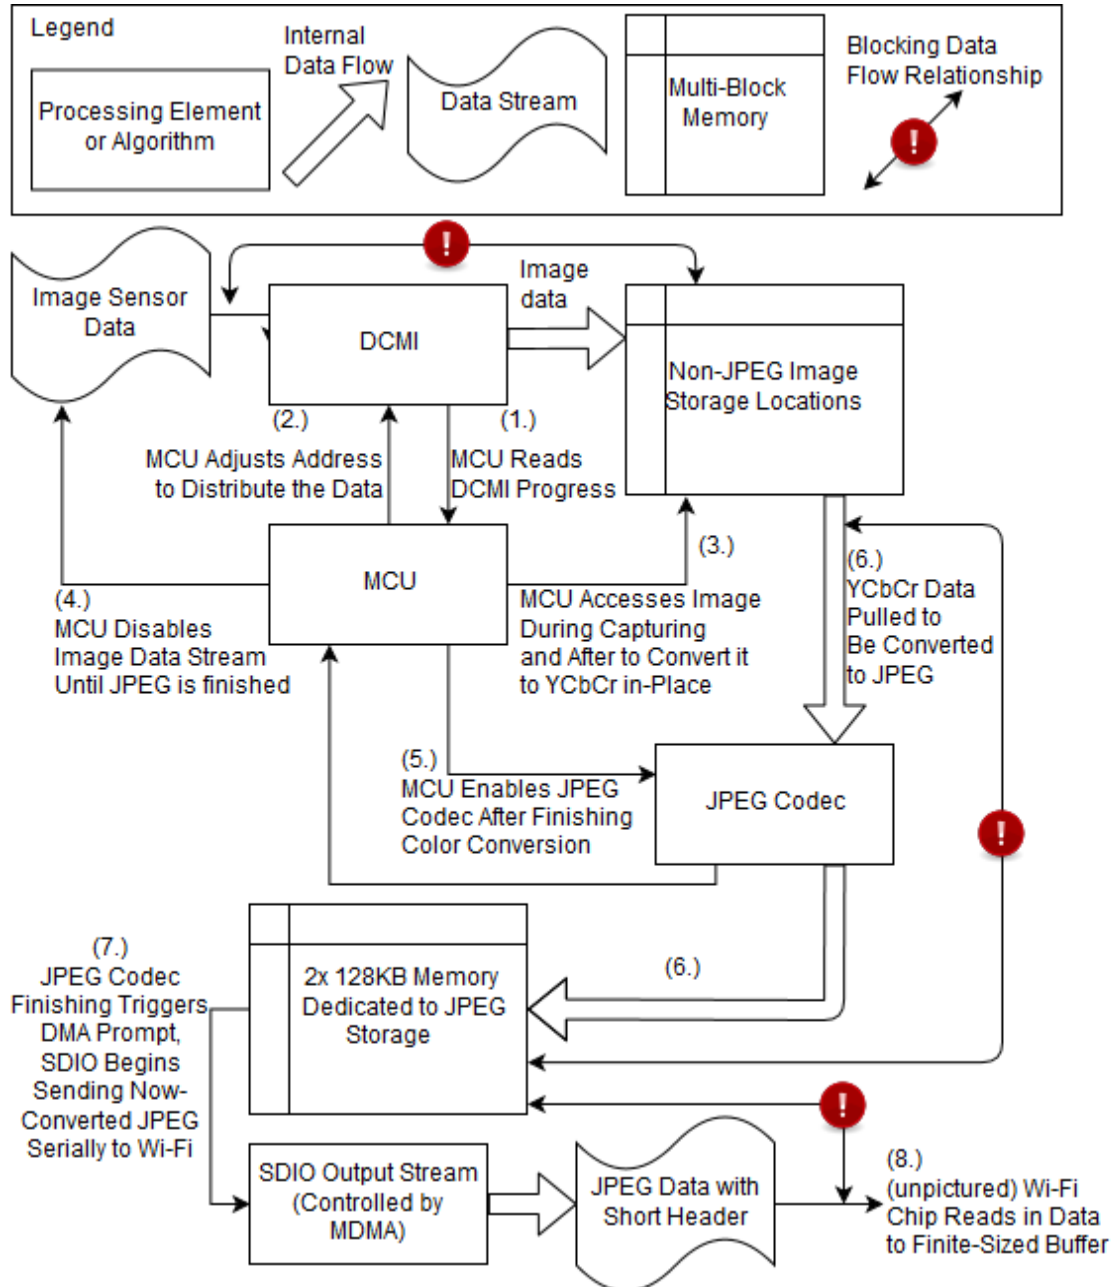 Legend
Processing Element
or Algorithm
Internal
Data Flow
Data Stream
Multi-Block
Memory
Blocking Data
Flow Relationship
!
!
Image Sensor
Data
DCMI
Image
data
Non-JPEG Image
Storage Locations
(2.)
MCU Adjusts Address
to Distribute the Data
(1.)
MCU Reads
DCMI Progress
MCU
(3.)
MCU Accesses Image
During Capturing
and After to Convert it
to YCbCr in-Place
(4.)
MCU Disables
Image Data Stream
Until JPEG is finished
(6.)
YCbCr Data
Pulled to
Be Converted
to JPEG
(5.)
MCU Enables JPEG
Codec After Finishing
Color Conversion
JPEG Codec
!
(7.)
JPEG Codec
Finishing Triggers
DMA Prompt,
SDIO Begins
Sending Now-
Converted JPEG
Serially to Wi-Fi
2x 128KB Memory
Dedicated to JPEG
Storage
(6.)
!
SDIO Output Stream
(Controlled by
MDMA)
JPEG Data with
Short Header
(8.)
(unpictured) Wi-Fi
Chip Reads in Data
to Finite-Sized Buffer